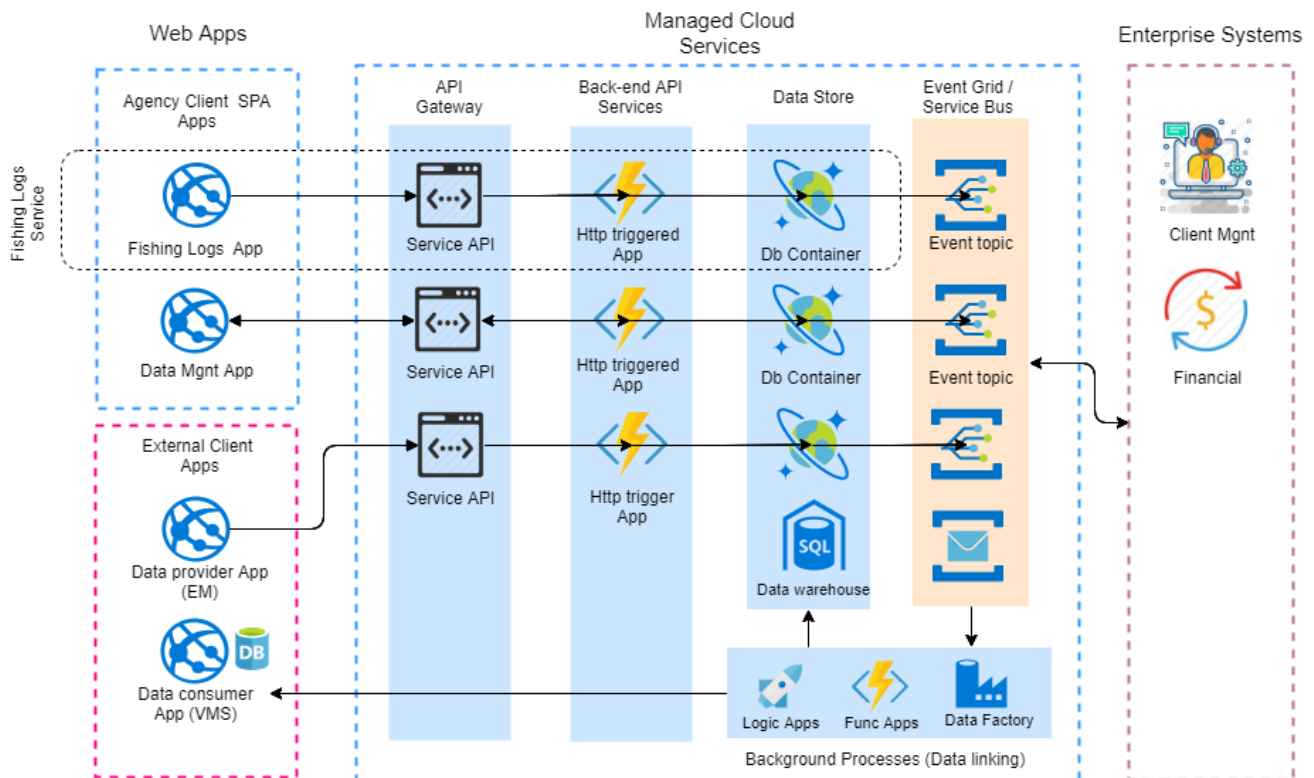 Web Apps
Managed Cloud
Services
Enterprise Systems
Agency Client SPA
Apps
API
Gateway
Back-end API
Services
Data Store
Event Grid /
Service Bus
Fishing Logs
Service
Fishing Logs App
Service API
Http triggered
App
Db Container
Event topic
Client Mgnt
Data Mgnt App
Service API
Http triggered
App
Db Container
Event topic
$
Financial
External Client
Apps
Service API
Http trigger
App
SQL
Data warehouse
Data provider App
(EM)
DB
Data consumer
App (VMS)
Logic Apps
Func Apps
Data Factory
Background Processes (Data linking)